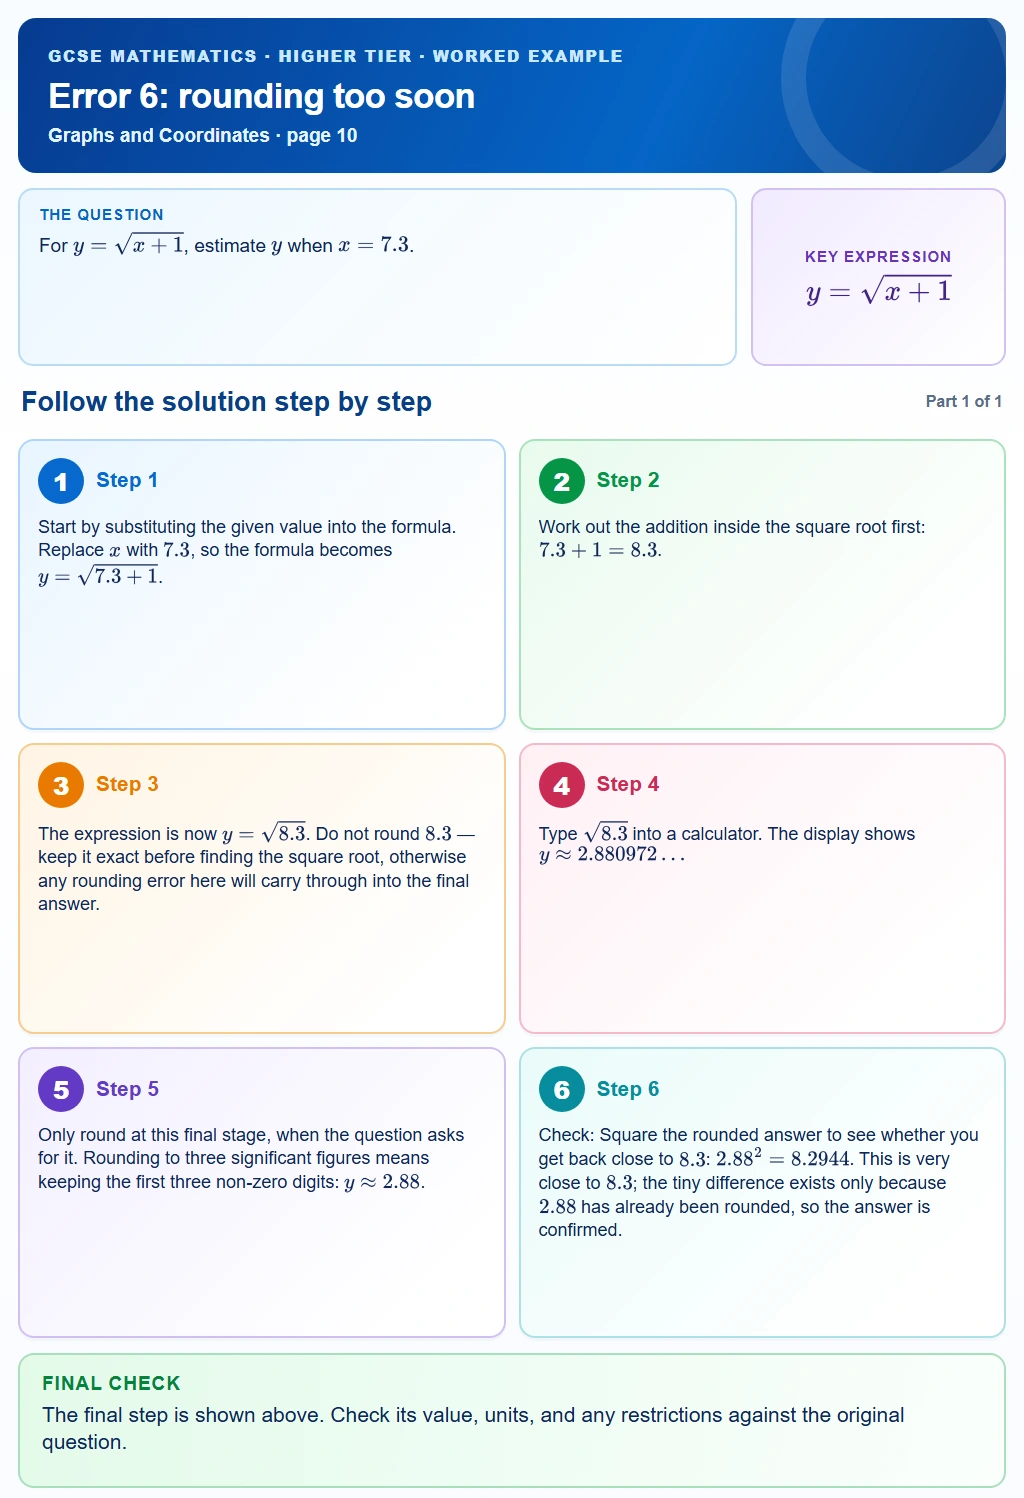 GCSE MATHEMATICS · HIGHER TIER · WORKED EXAMPLE
Error 6: rounding too soon
Graphs and Coordinates · page 10
THE QUESTION
For y = √(x + 1), estimate y when x = 7.3.
KEY EXPRESSION
y = √(x + 1)
Follow the solution step by step
Part 1 of 1
1 Step 1
Start by substituting the given value into the formula.
Replace x with 7.3, so the formula becomes
y = √(7.3 + 1).
2 Step 2
Work out the addition inside the square root first:
7.3 + 1 = 8.3.
3 Step 3
The expression is now y = √8.3. Do not round 8.3 —
keep it exact before finding the square root, otherwise
any rounding error here will carry through into the final
answer.
4 Step 4
Type √8.3 into a calculator. The display shows
y ≈ 2.880972...
5 Step 5
Only round at this final stage, when the question asks
for it. Rounding to three significant figures means
keeping the first three non-zero digits: y ≈ 2.88.
6 Step 6
Check: Square the rounded answer to see whether you
get back close to 8.3: 2.88² = 8.2944. This is very
close to 8.3; the tiny difference exists only because
2.88 has already been rounded, so the answer is
confirmed.
FINAL CHECK
The final step is shown above. Check its value, units, and any restrictions against the original
question.